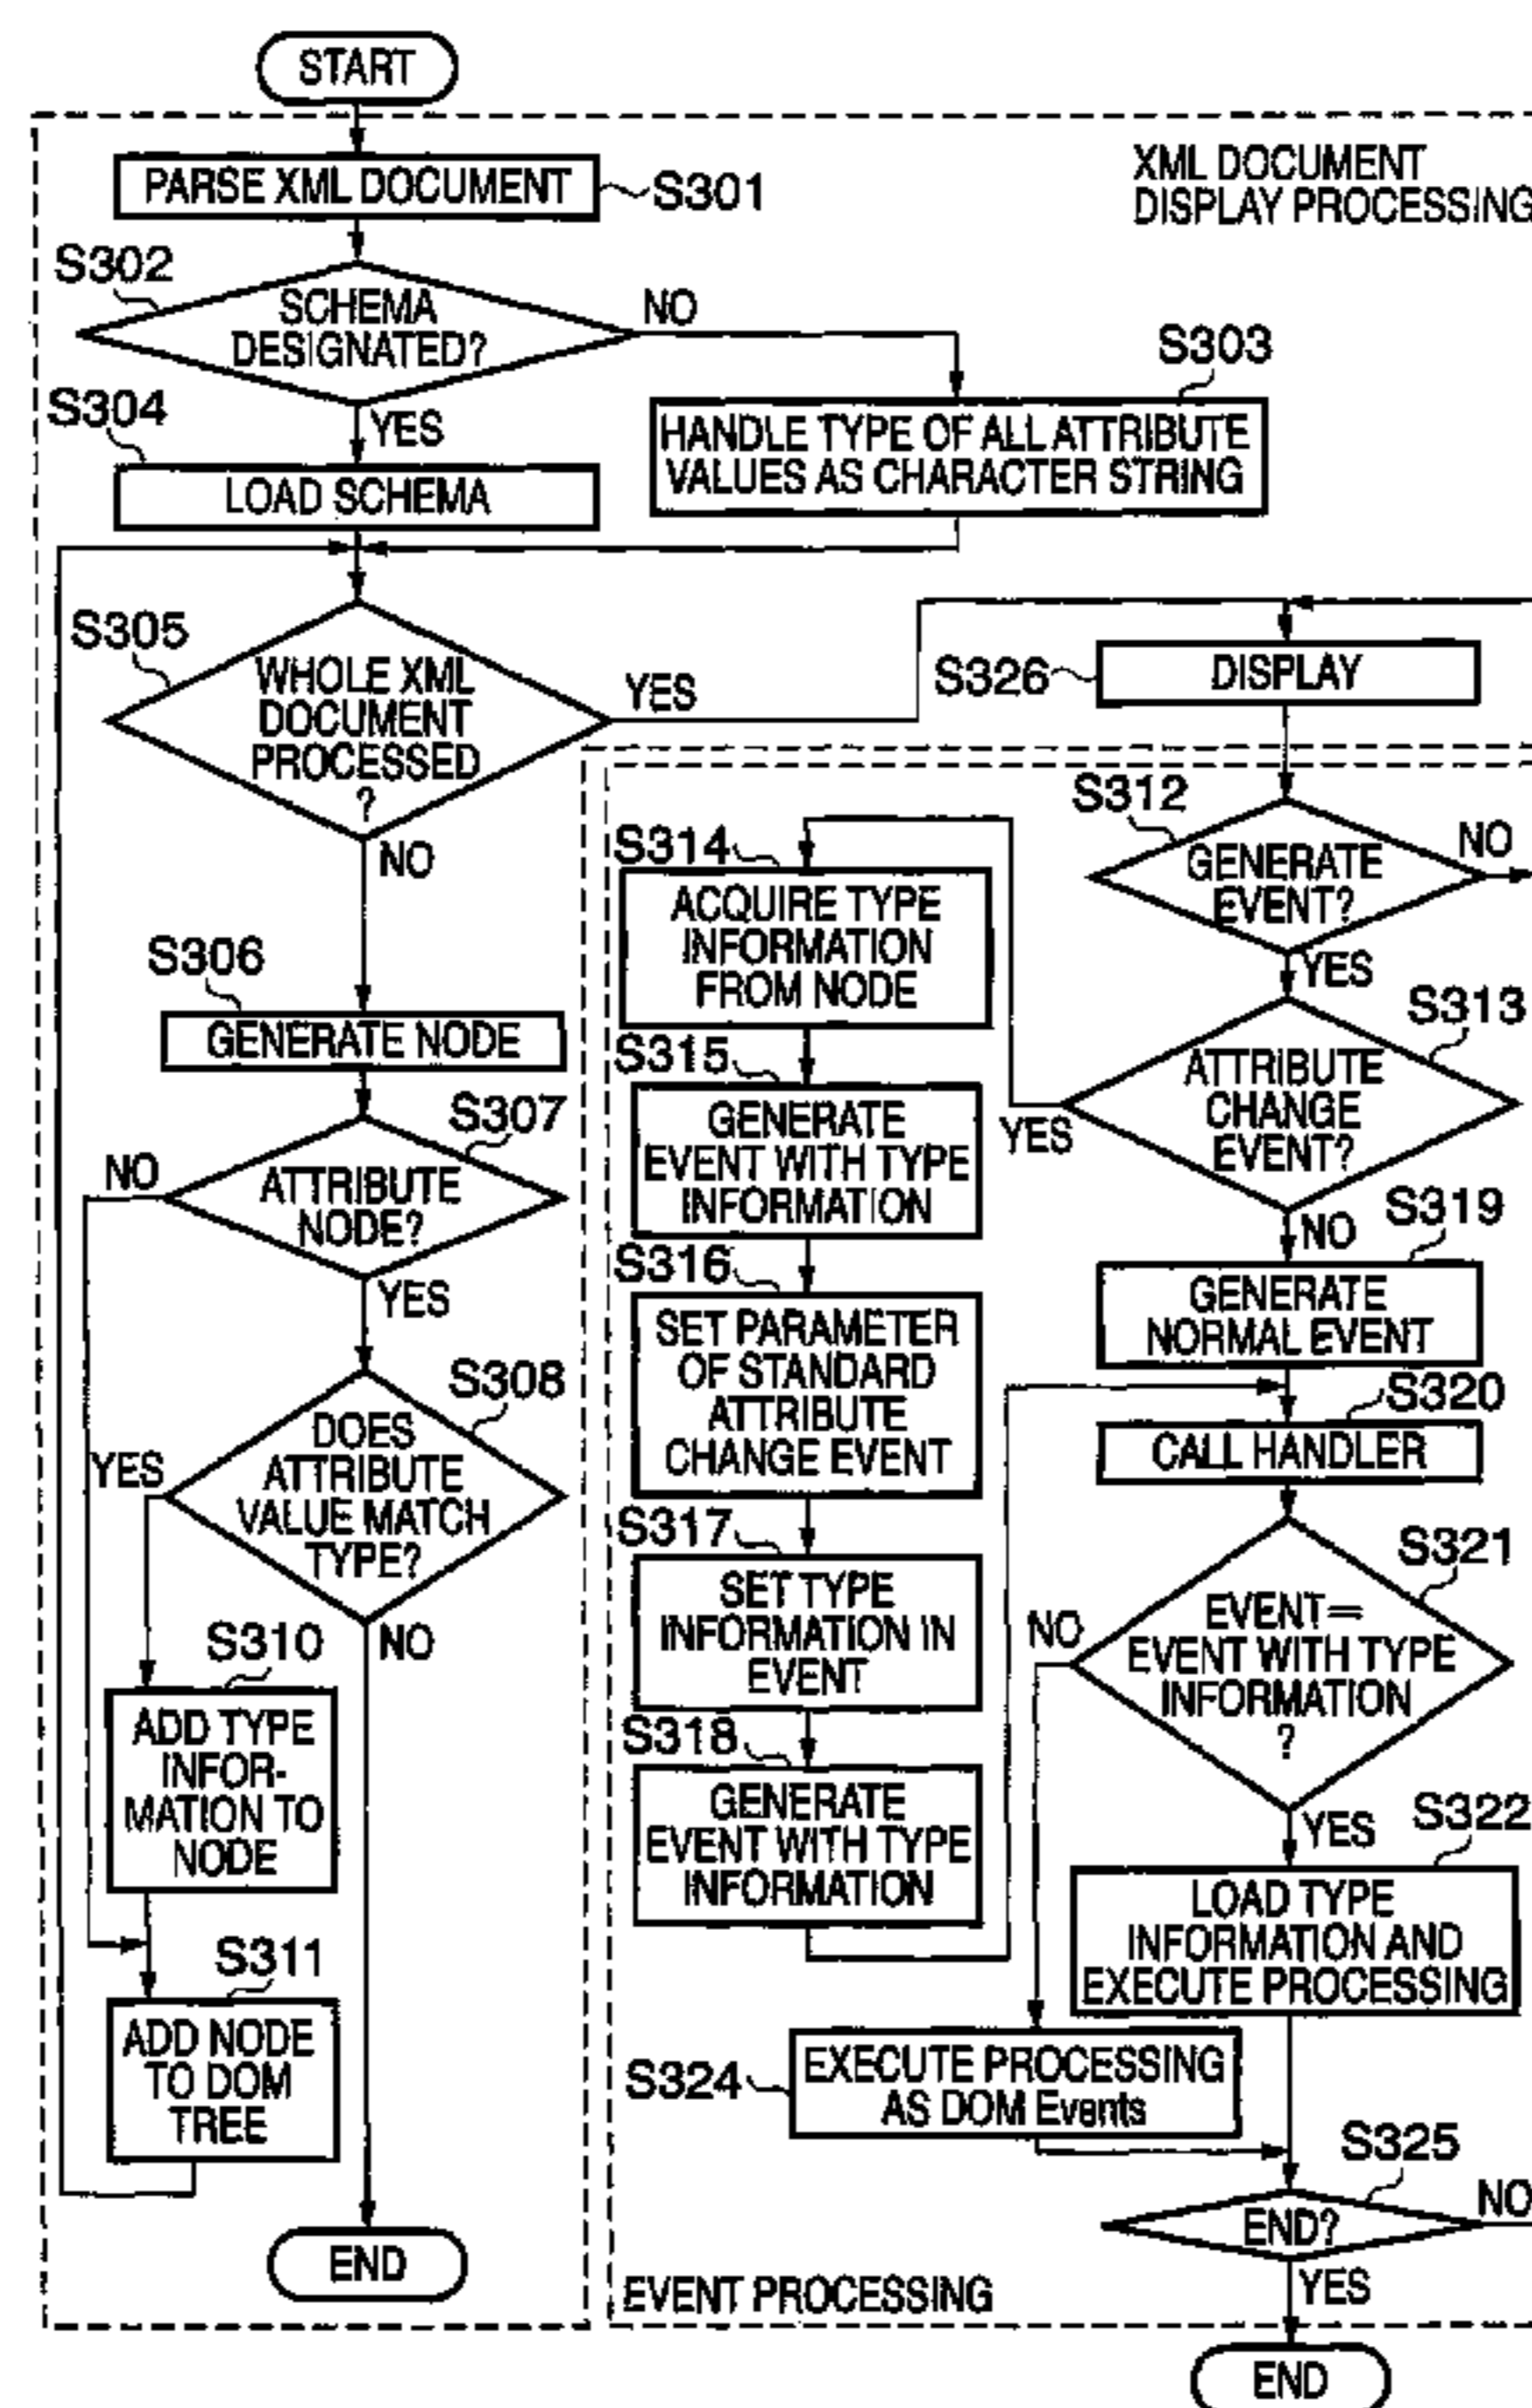 START
XML DOCUMENT
DISPLAY PROCESSING
PARSE XML DOCUMENT
S301
S302
SCHEMA
DESIGNATED?
NO
YES
S303
HANDLE TYPE OF ALL ATTRIBUTE
VALUES AS CHARACTER STRING
S304
LOAD SCHEMA
S305
WHOLE XML
DOCUMENT
PROCESSED
?
YES
NO
S306
GENERATE NODE
S307
ATTRIBUTE
NODE?
NO
YES
S308
DOES
ATTRIBUTE
VALUE MATCH
TYPE?
YES
NO
S310
ADD TYPE
INFOR-
MATION TO
NODE
S311
ADD NODE
TO DOM
TREE
END
S326
DISPLAY
S312
GENERATE
EVENT?
NO
YES
S313
ATTRIBUTE
CHANGE
EVENT?
YES
NO
S314
ACQUIRE TYPE
INFORMATION
FROM NODE
S315
GENERATE
EVENT WITH TYPE
INFORMATION
S316
SET PARAMETER
OF STANDARD
ATTRIBUTE
CHANGE EVENT
S317
SET TYPE
INFORMATION IN
EVENT
S318
GENERATE
EVENT WITH TYPE
INFORMATION
S319
GENERATE
NORMAL EVENT
S320
CALL HANDLER
S321
EVENT=
EVENT WITH TYPE
INFORMATION
?
NO
YES
S322
LOAD TYPE
INFORMATION AND
EXECUTE PROCESSING
S324
EXECUTE PROCESSING
AS DOM Events
S325
END?
NO
YES
EVENT PROCESSING
END